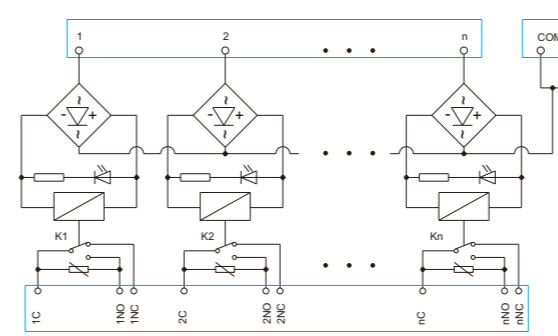 1 2 n COM
- ~ + ~ - ~ + ~ - ~ + ~
K1 K2 Kn
1C 1NO 1NC 2C 2NO 2NC nC nNO nNC